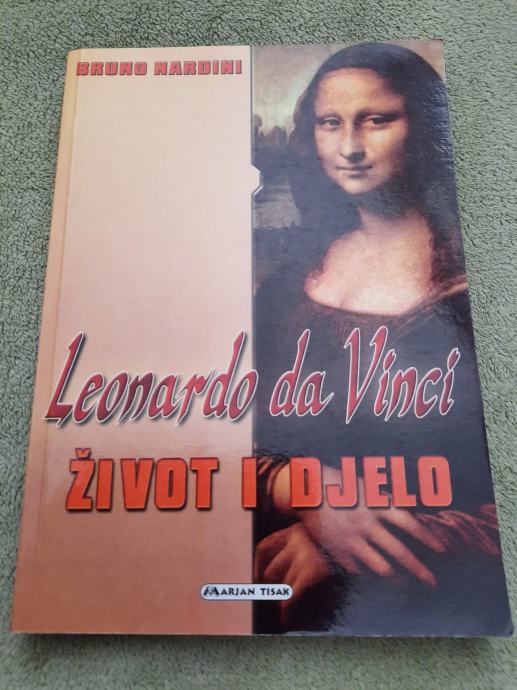 BRUNO NARDINI
Leonardo da Vinci
ŽIVOT I DJELO
MARJAN TISAK